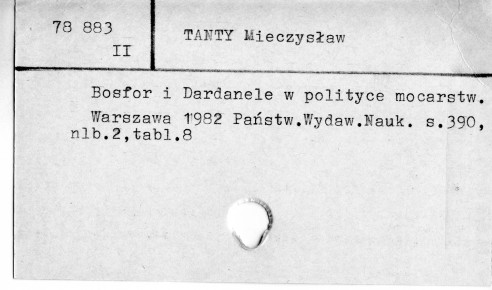 78 883
II
TANTY Mieczysław
Bosfor i Dardanele w polityce mocarstw.
Warszawa 1982 Państw.Wydaw.Nauk. s.390,
nlb.2,tabl.8